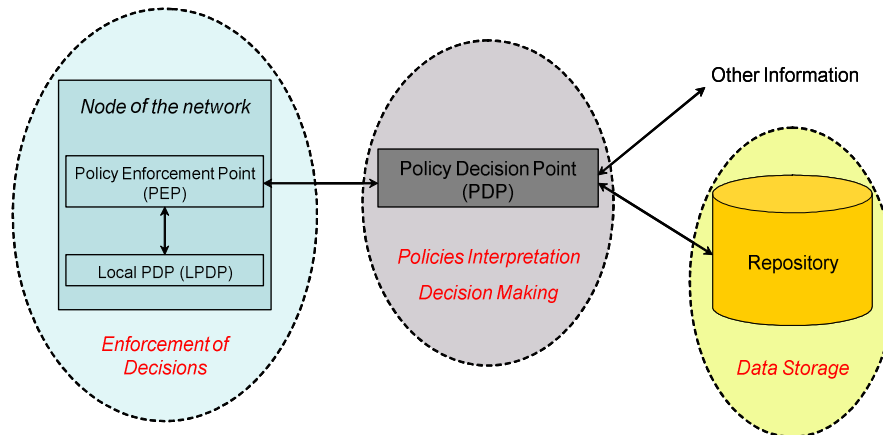 Node of the network
Policy Enforcement Point
(PEP)
Local PDP (LPDP)
Enforcement of
Decisions
Policy Decision Point
(PDP)
Policies Interpretation
Decision Making
Other Information
Repository
Data Storage